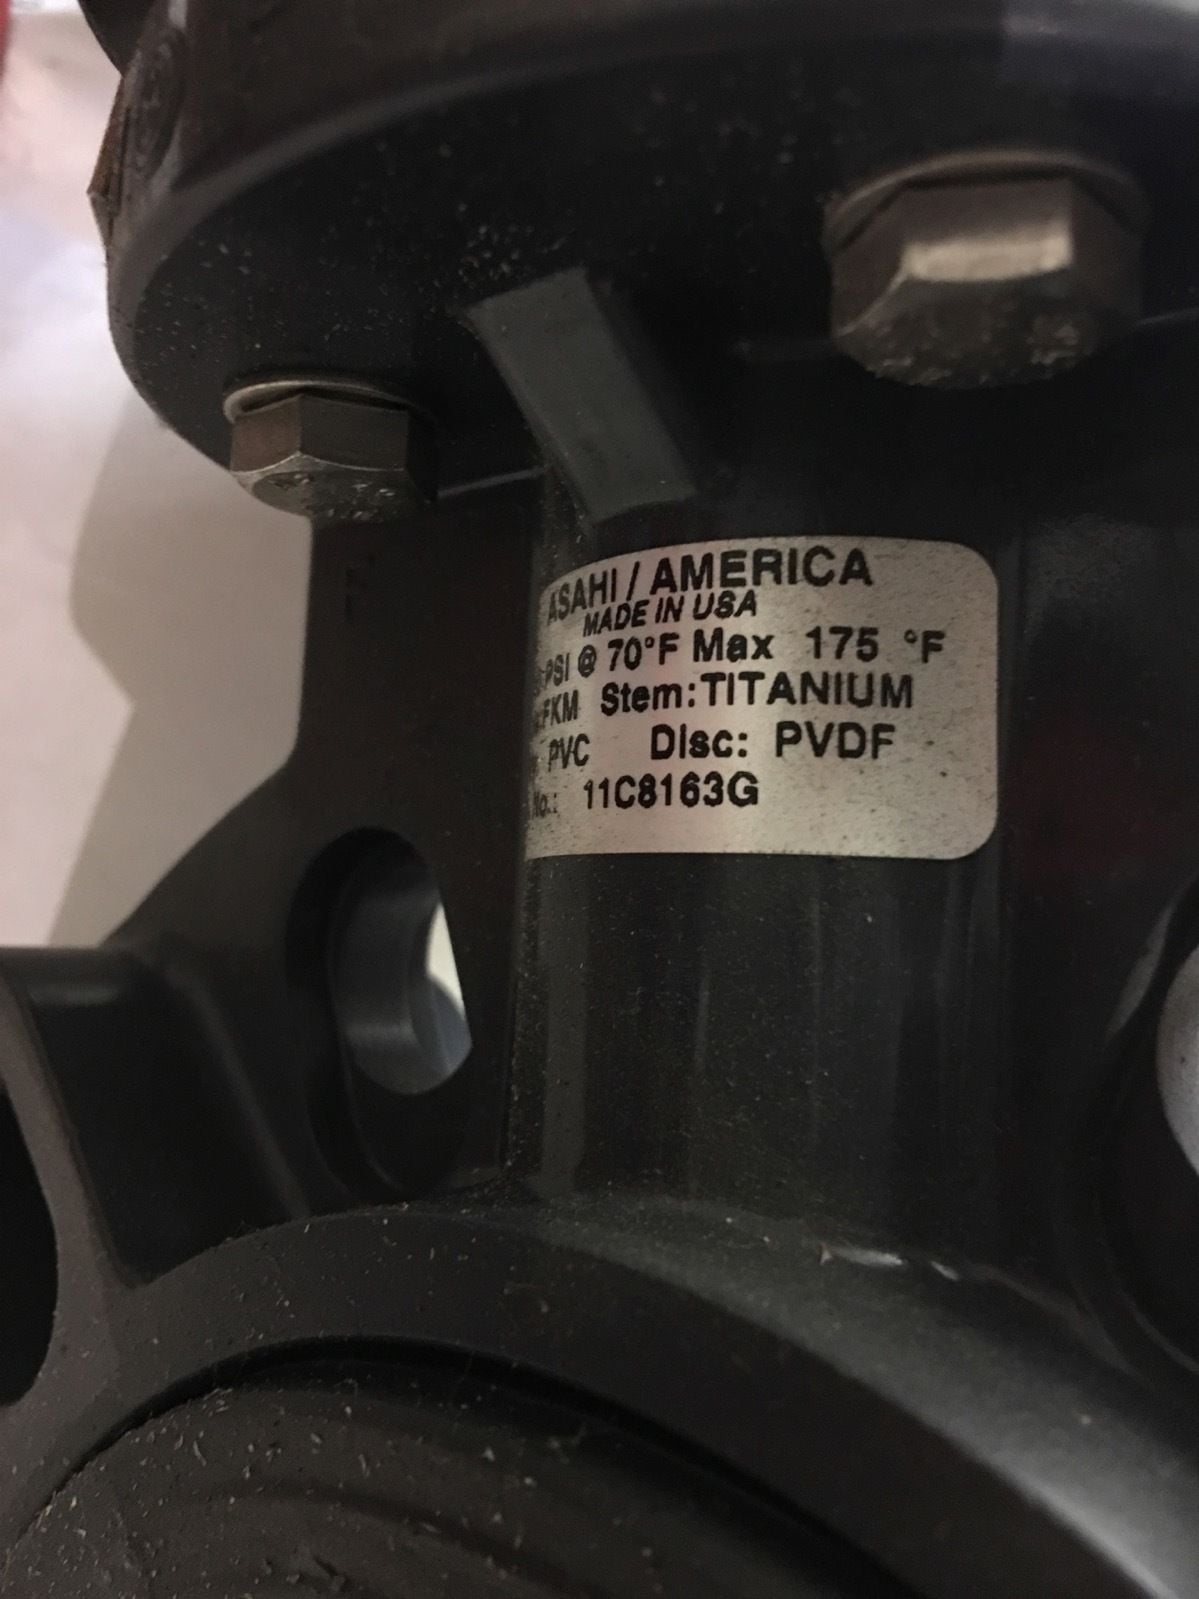 ASAHI / AMERICA
MADE IN USA
PSI @ 70°F Max 175 °F
FKM Stem: TITANIUM
PVC Disc: PVDF
No.: 11C8163G